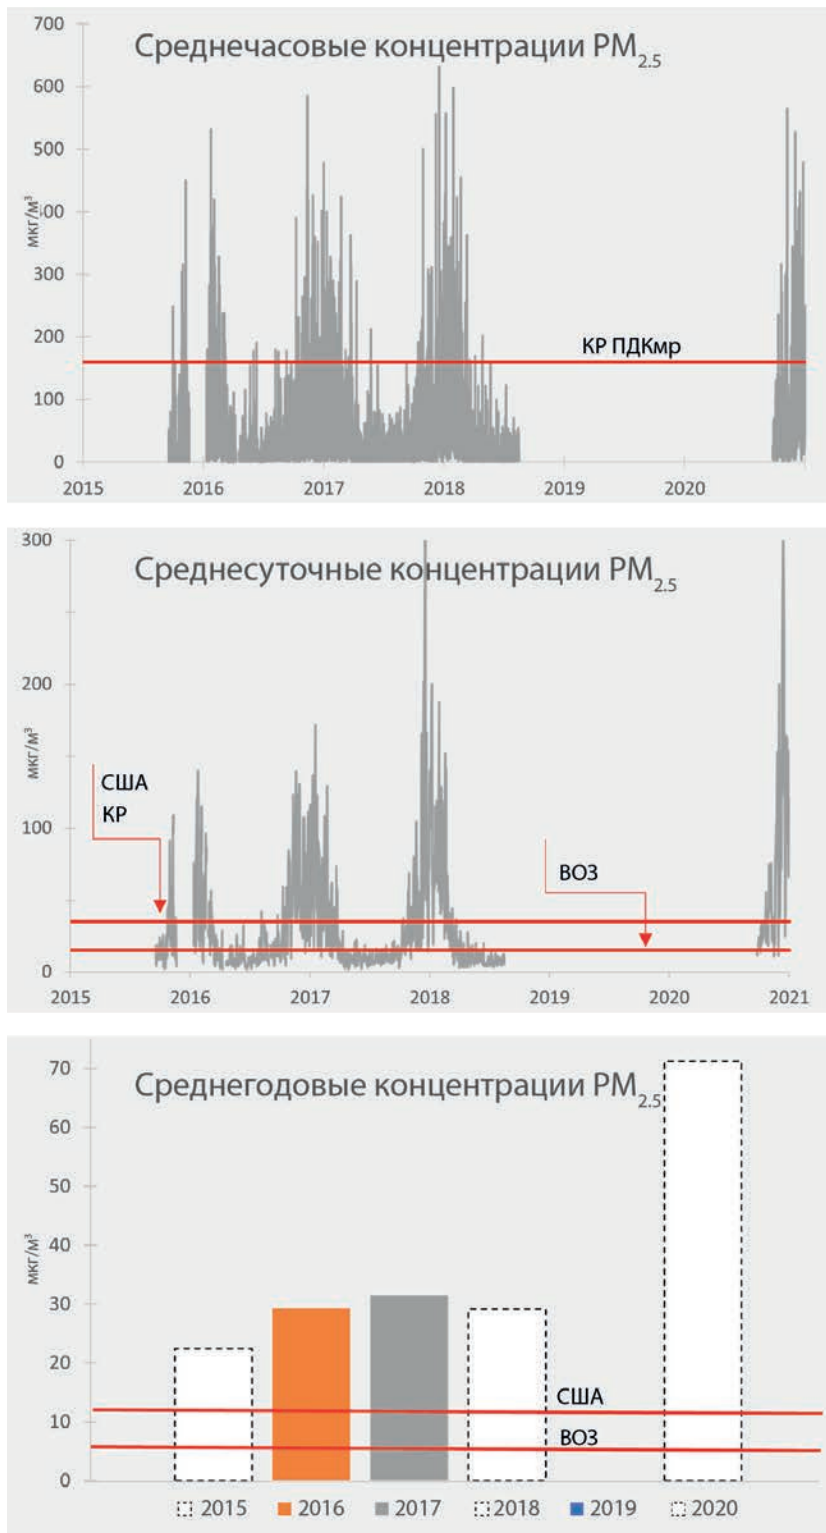 Среднечасовые концентрации PM2.5
мкг/м³
700
600
500
400
300
200
100
0
КР ПДКмр
2015 2016 2017 2018 2019 2020
Среднесуточные концентрации PM2.5
мкг/м³
300
200
100
0
США
КР
ВОЗ
2015 2016 2017 2018 2019 2020 2021
Среднегодовые концентрации PM2.5
мкг/м³
70
60
50
40
30
20
10
0
США
ВОЗ
2015 2016 2017 2018 2019 2020